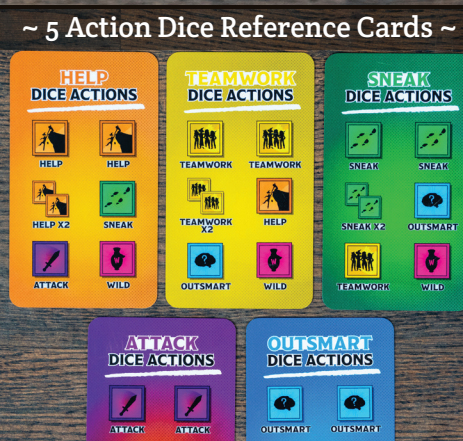 ~ 5 Action Dice Reference Cards ~
HELP
DICE ACTIONS
HELP HELP
HELP X2 SNEAK
ATTACK WILD
TEAMWORK
DICE ACTIONS
TEAMWORK TEAMWORK
TEAMWORK X2 HELP
OUTSMART WILD
SNEAK
DICE ACTIONS
SNEAK SNEAK
SNEAK X2 OUTSMART
TEAMWORK WILD
ATTACK
DICE ACTIONS
ATTACK ATTACK
OUTSMART
DICE ACTIONS
OUTSMART OUTSMART